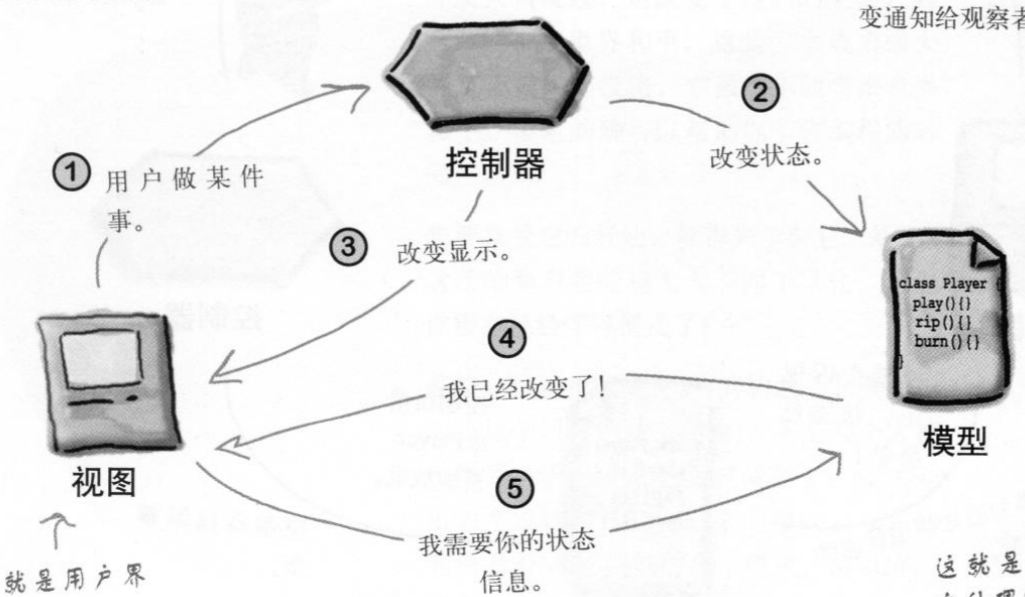 变通知给观察者
②
改变状态。
控制器
① 用户做某件
事。
③ 改变显示。
class Player {
play(){}
rip(){}
burn(){}
}
④
我已经改变了!
模型
视图
⑤
我需要你的状态
信息。
就是用户界
这就是